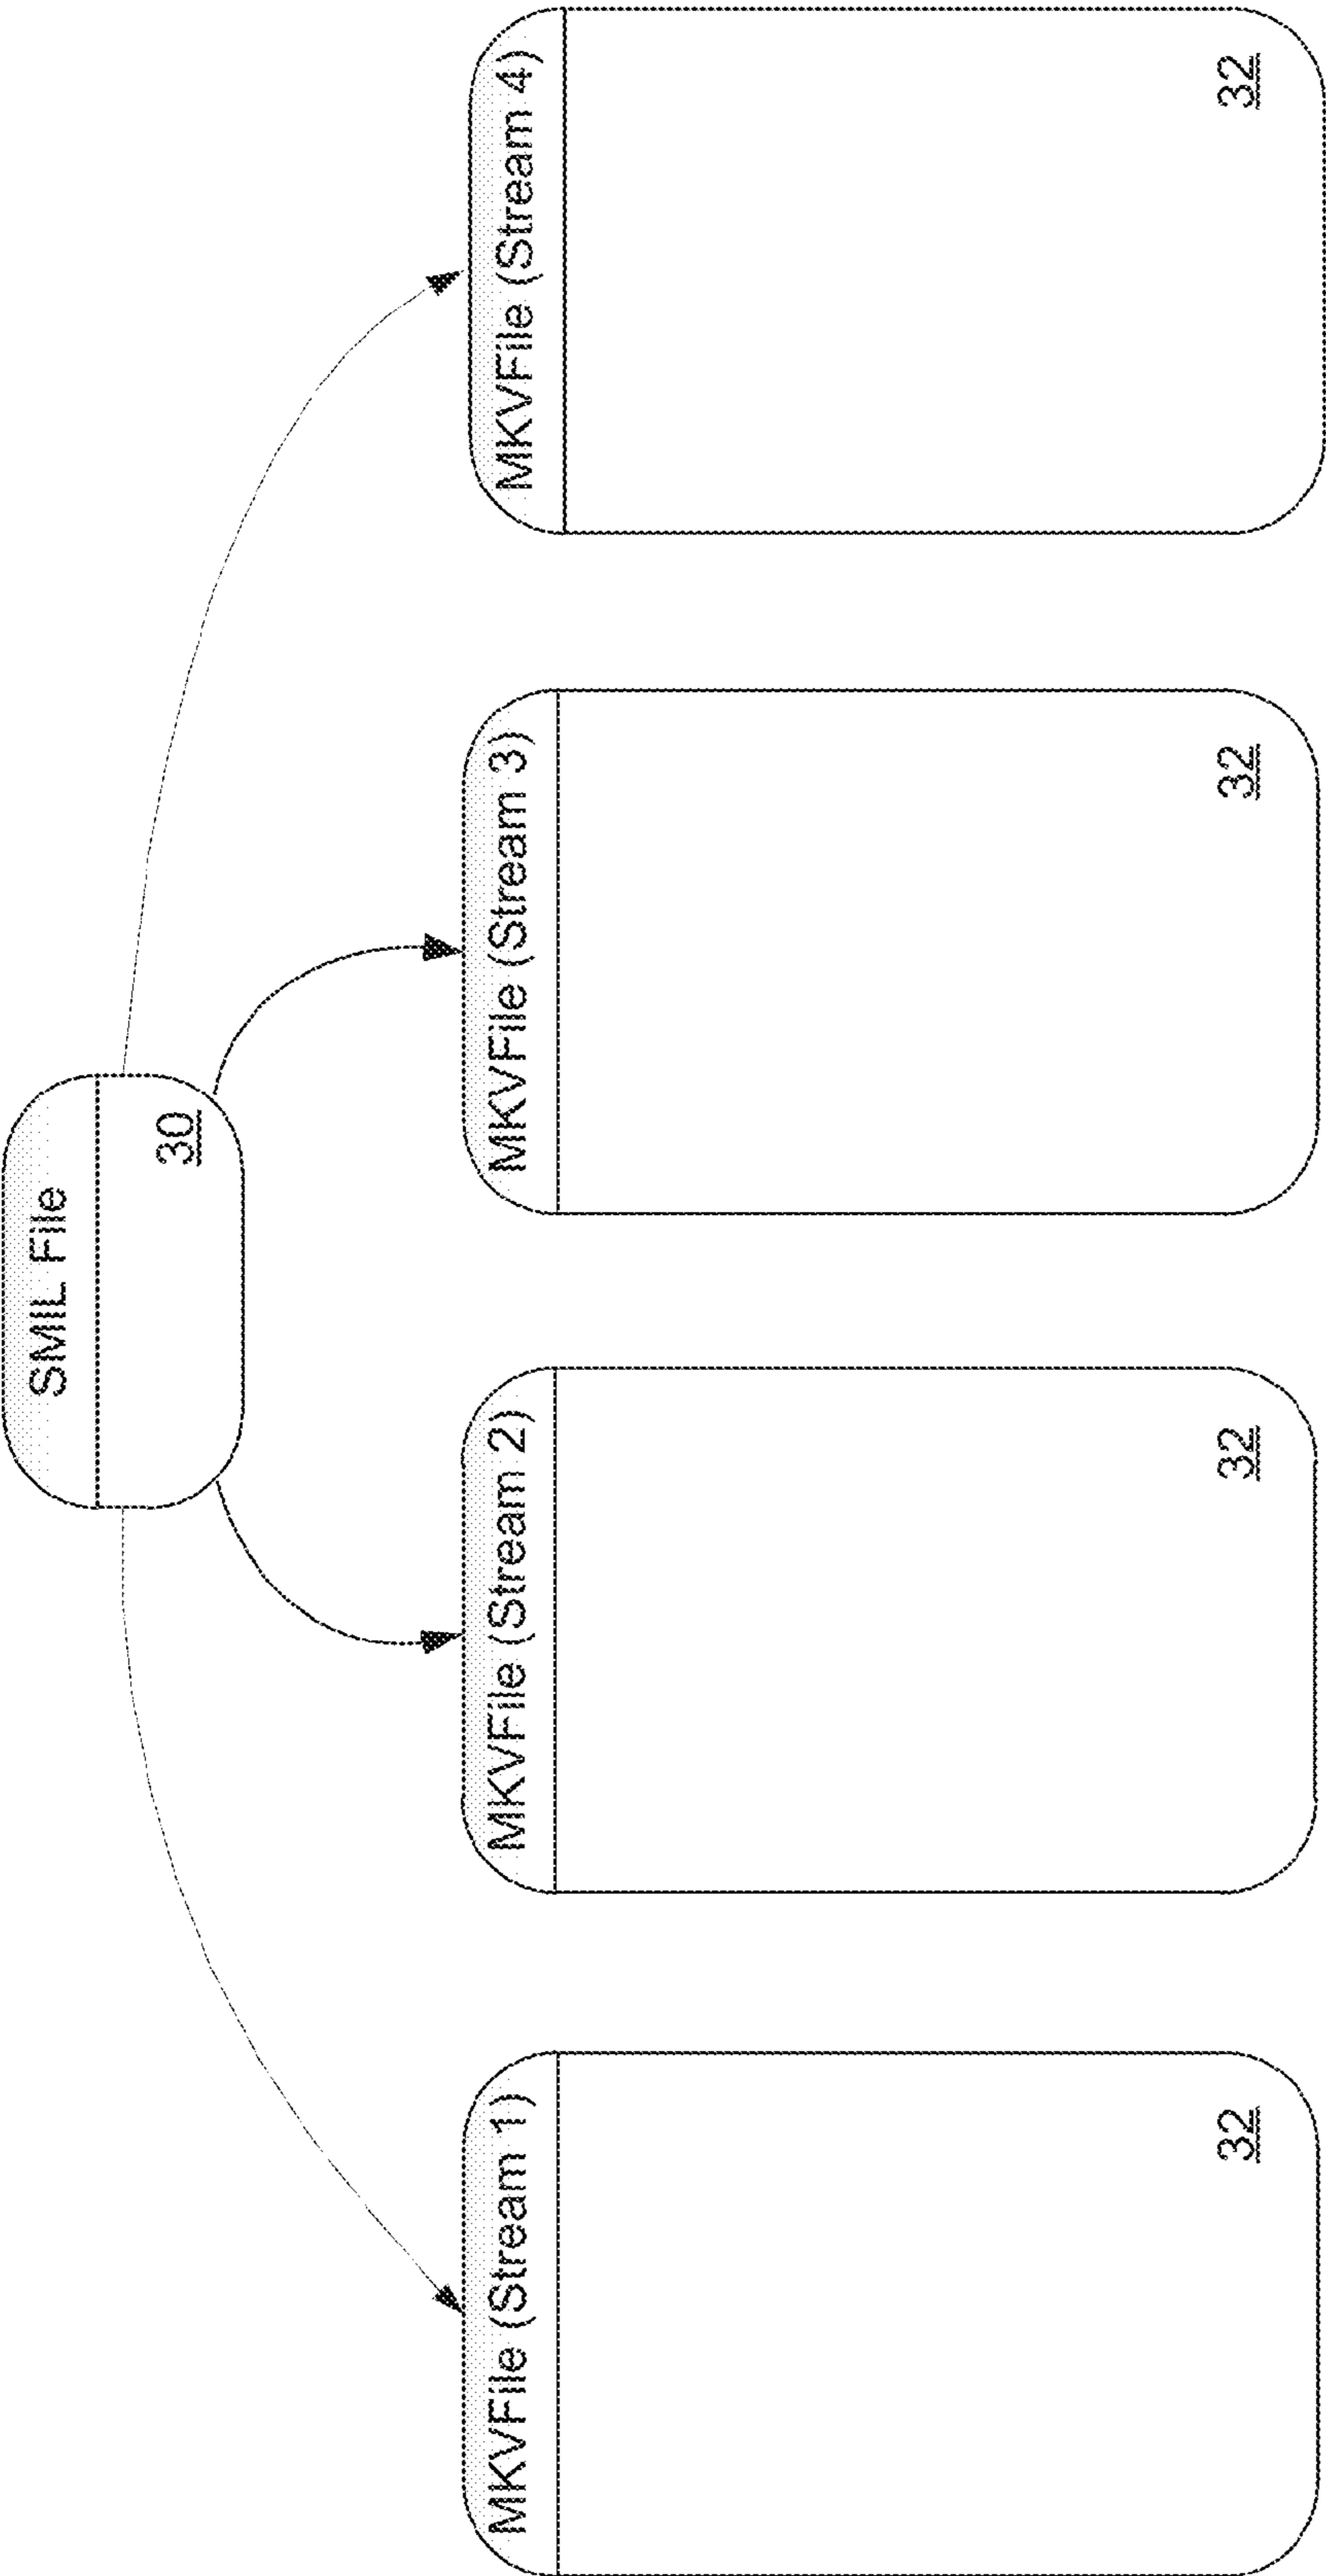 SMIL File
30
MKVFile (Stream 1)
32
MKVFile (Stream 2)
32
MKVFile (Stream 3)
32
MKVFile (Stream 4)
32